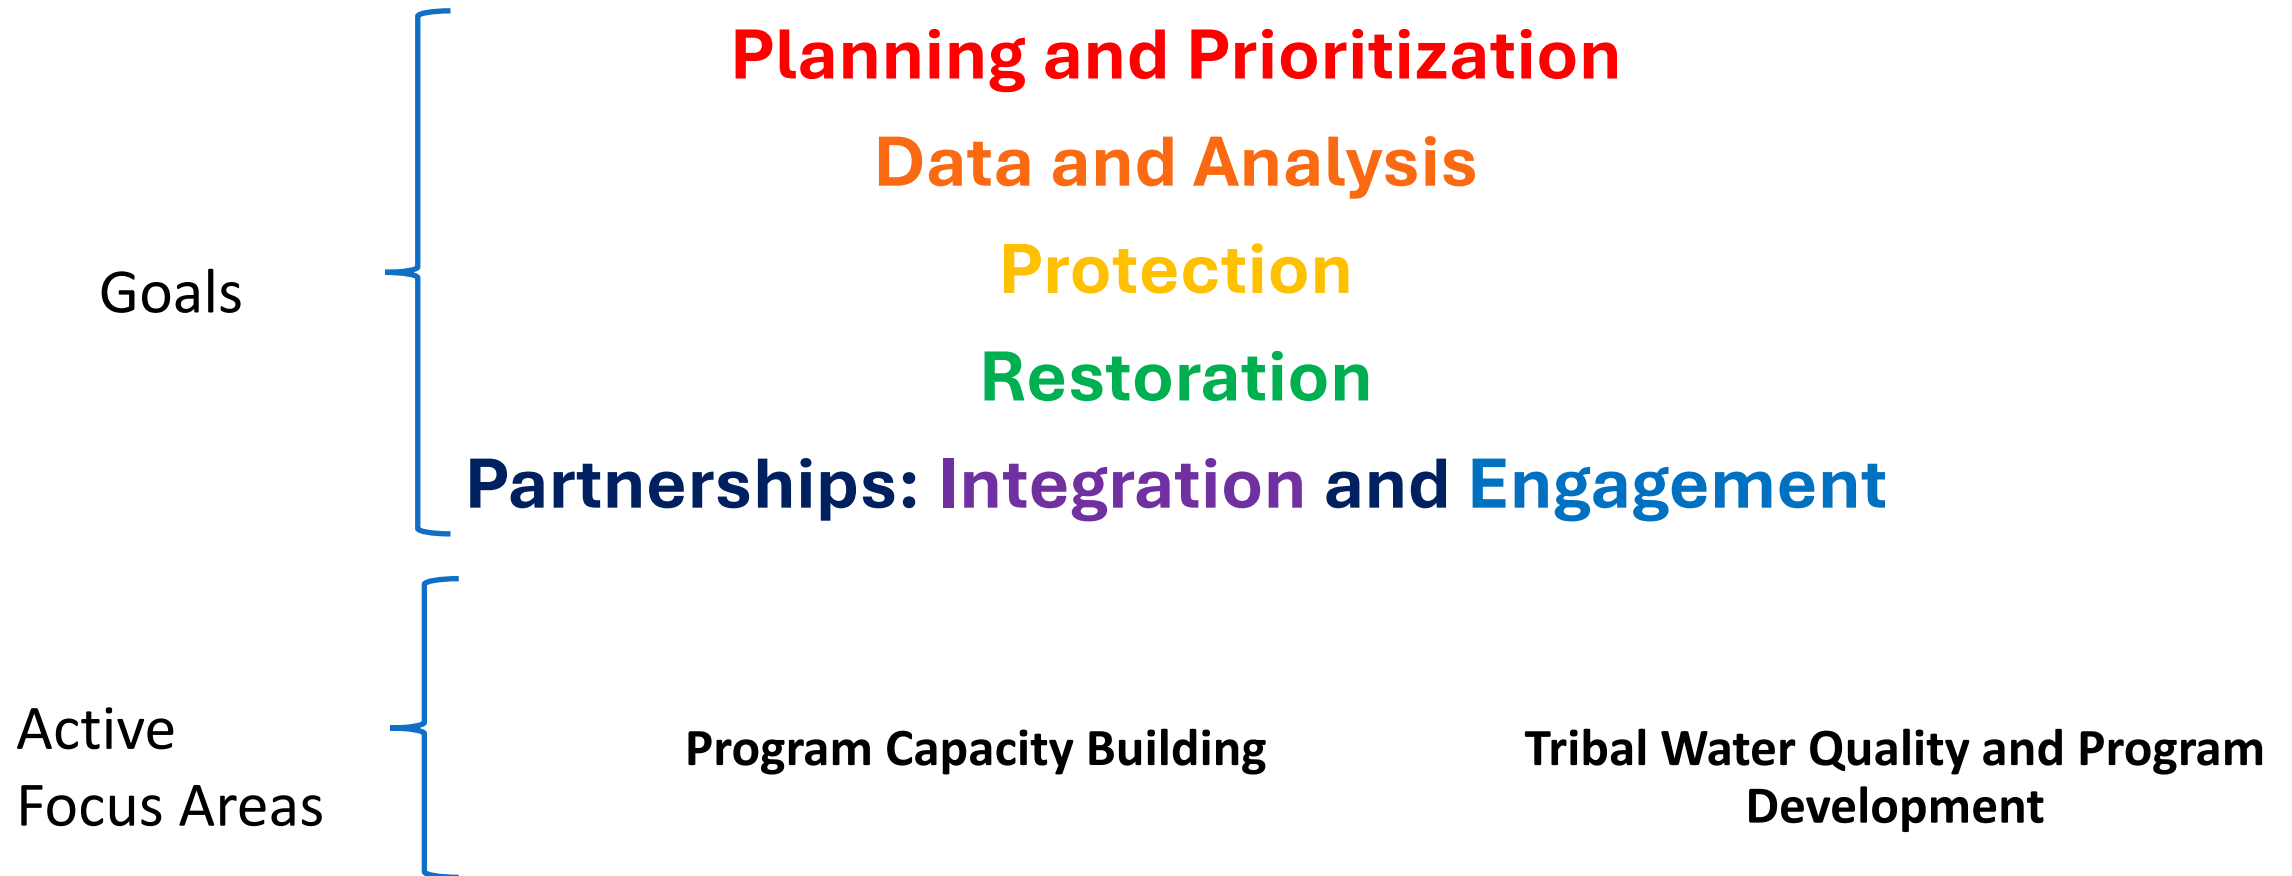 Planning and Prioritization
Data and Analysis
Protection
Goals
Restoration
Partnerships: Integration and Engagement
Active
Focus Areas
Program Capacity Building
Tribal Water Quality and Program
Development